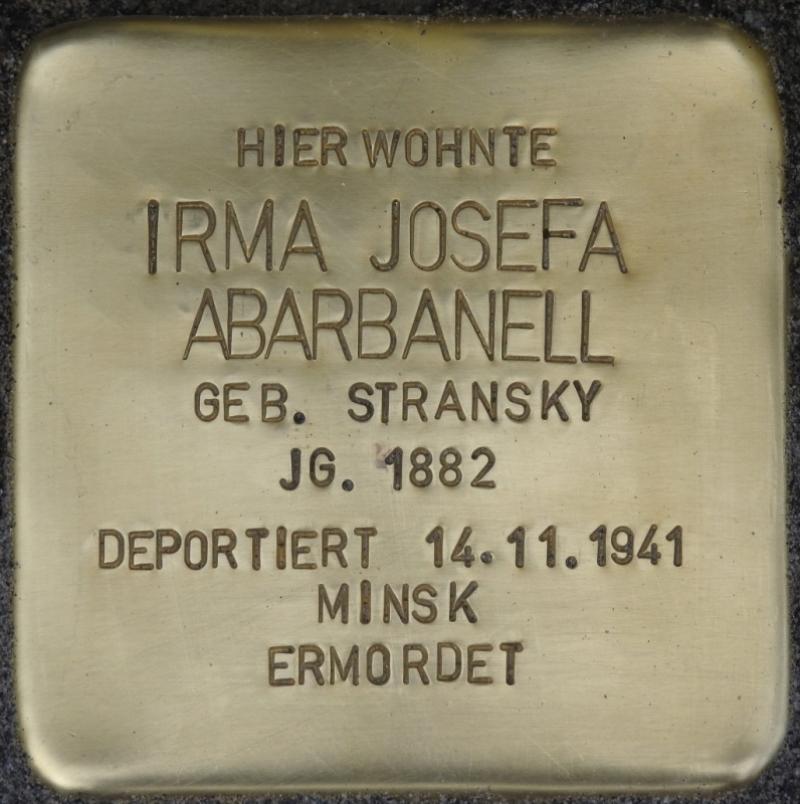 HIER WOHNTE
IRMA JOSEFA
ABARBANELL
GEB. STRANSKY
JG. 1882
DEPORTIERT 14.11.1941
MINSK
ERMORDET